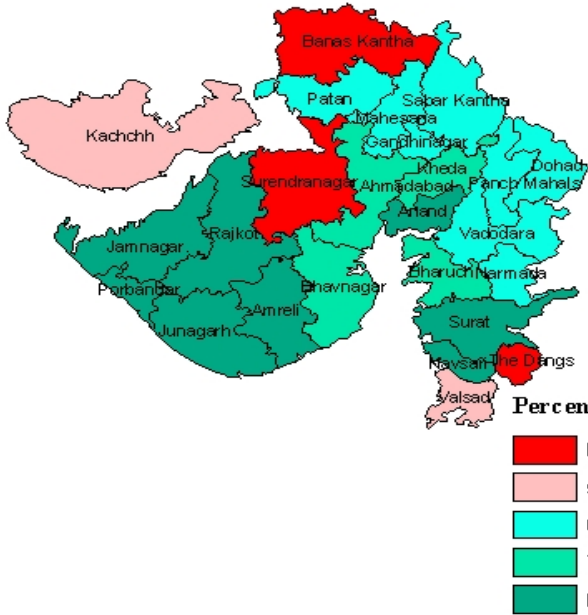 Banas Kantha
Patan
Sabar Kantha
Mahesana
Kachchh
Gandhinagar
Dohad
Kheda
Surendranagar
Ahmadabad
Panch Mahals
Anand
Rajkot
Vadodara
Jamnagar
Bharuch
Narmada
Porbandar
Bhavnagar
Amreli
Junagarh
Surat
Navsari
The Dangs
Valsad
Percen